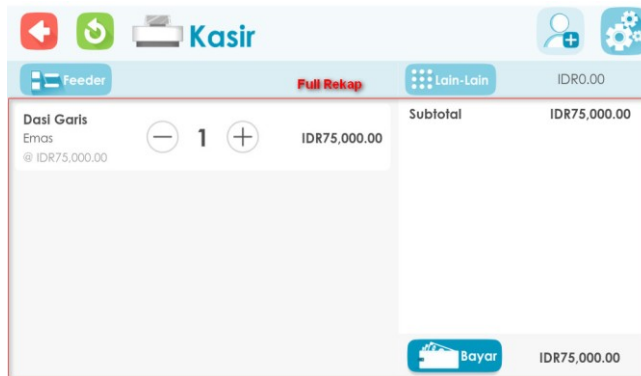 Kasir
Feeder
Full Rekap
Lain-Lain
IDR0.00
Dasi Garis
Emas
@ IDR75,000.00
1
IDR75,000.00
Subtotal
IDR75,000.00
Bayar
IDR75,000.00